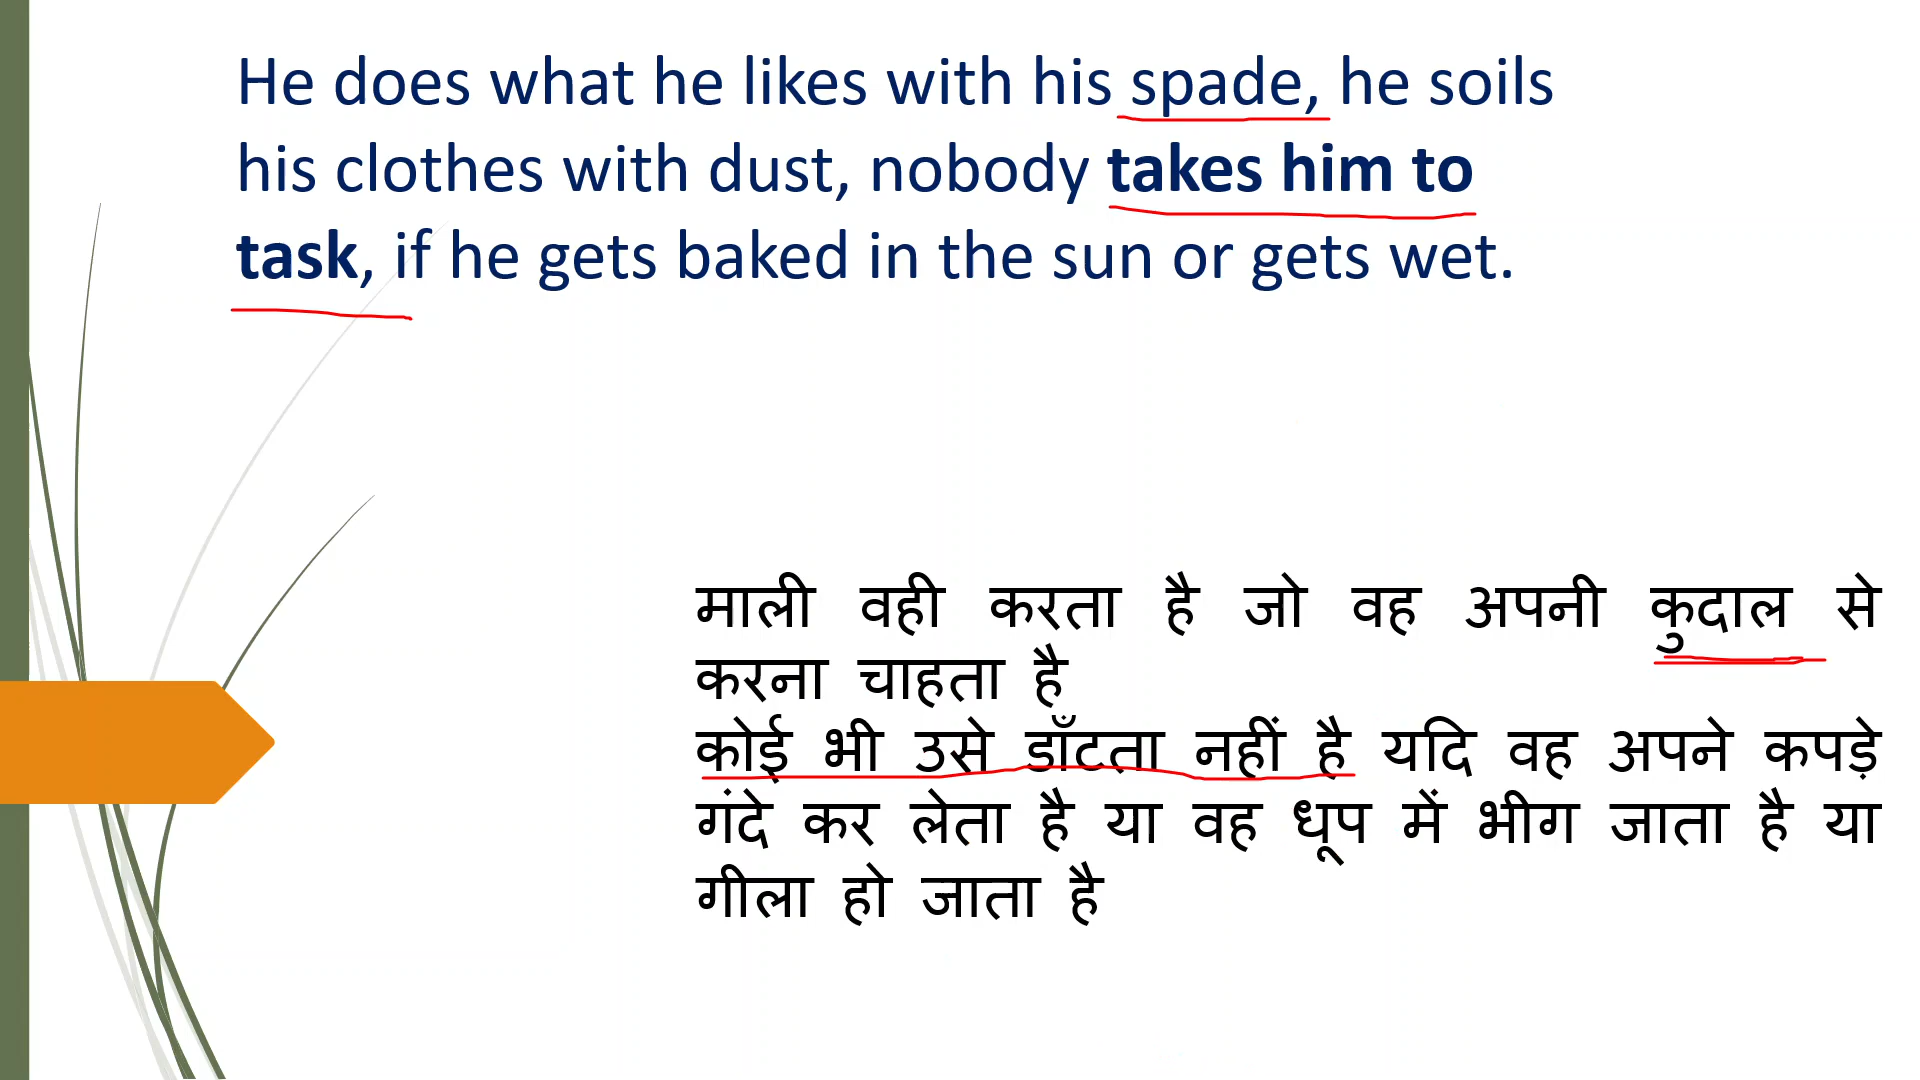 He does what he likes with his spade, he soils
his clothes with dust, nobody takes him to
task, if he gets baked in the sun or gets wet.
माली वही करता है जो वह अपनी कुदाल से
करना चाहता है
कोई भी उसे डाँटता नहीं है यदि वह अपने कपड़े
गंदे कर लेता है या वह धूप में भीग जाता है या
गीला हो जाता है